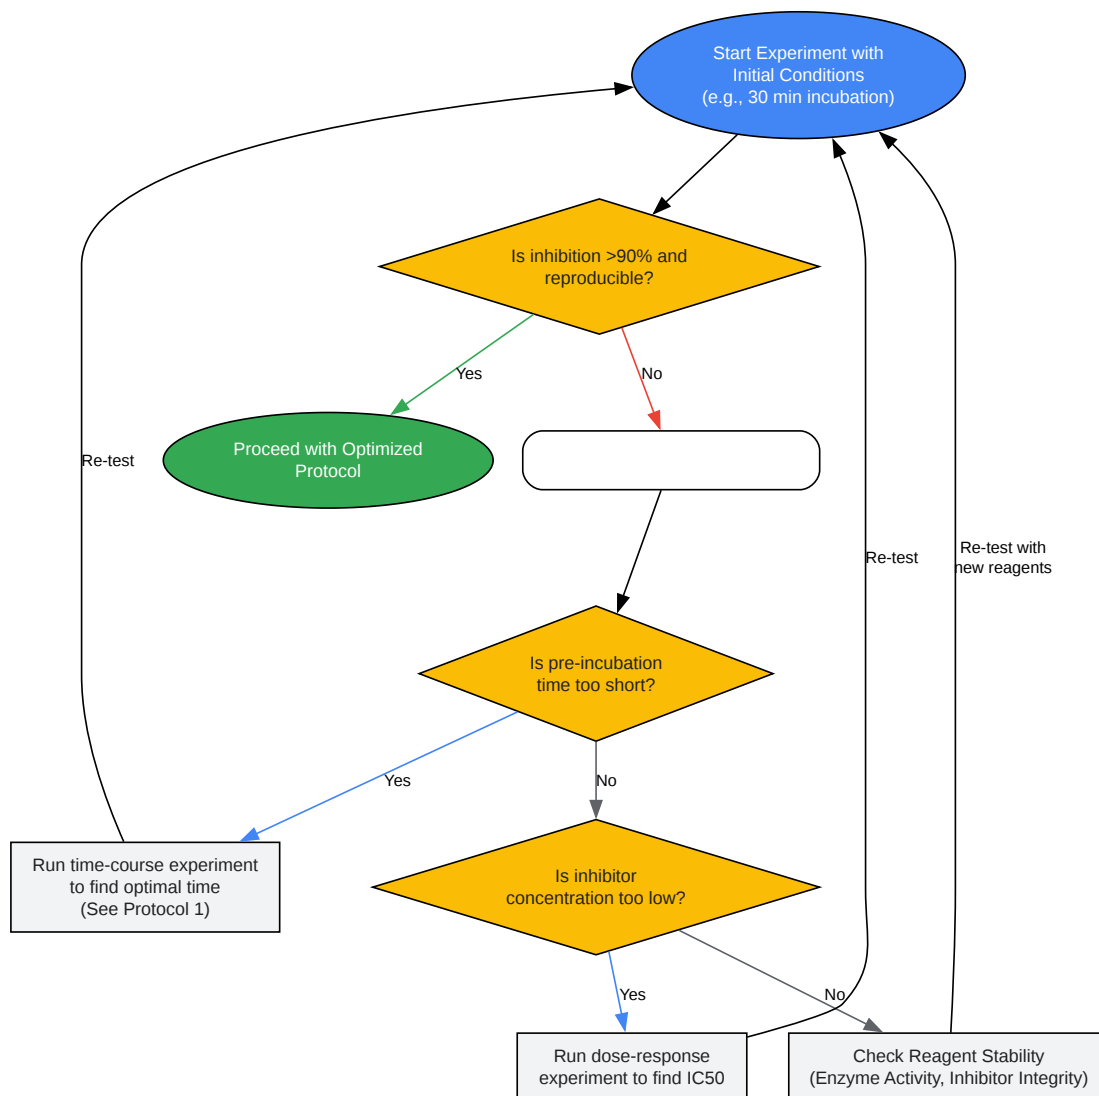 Start Experiment with
Initial Conditions
(e.g., 30 min incubation)
Is inhibition >90% and
reproducible?
Yes
No
Proceed with Optimized
Protocol
Re-test
Re-test
Re-test with
new reagents
Is pre-incubation
time too short?
Yes
No
Run time-course experiment
to find optimal time
(See Protocol 1)
Is inhibitor
concentration too low?
Yes
No
Run dose-response
experiment to find IC50
Check Reagent Stability
(Enzyme Activity, Inhibitor Integrity)